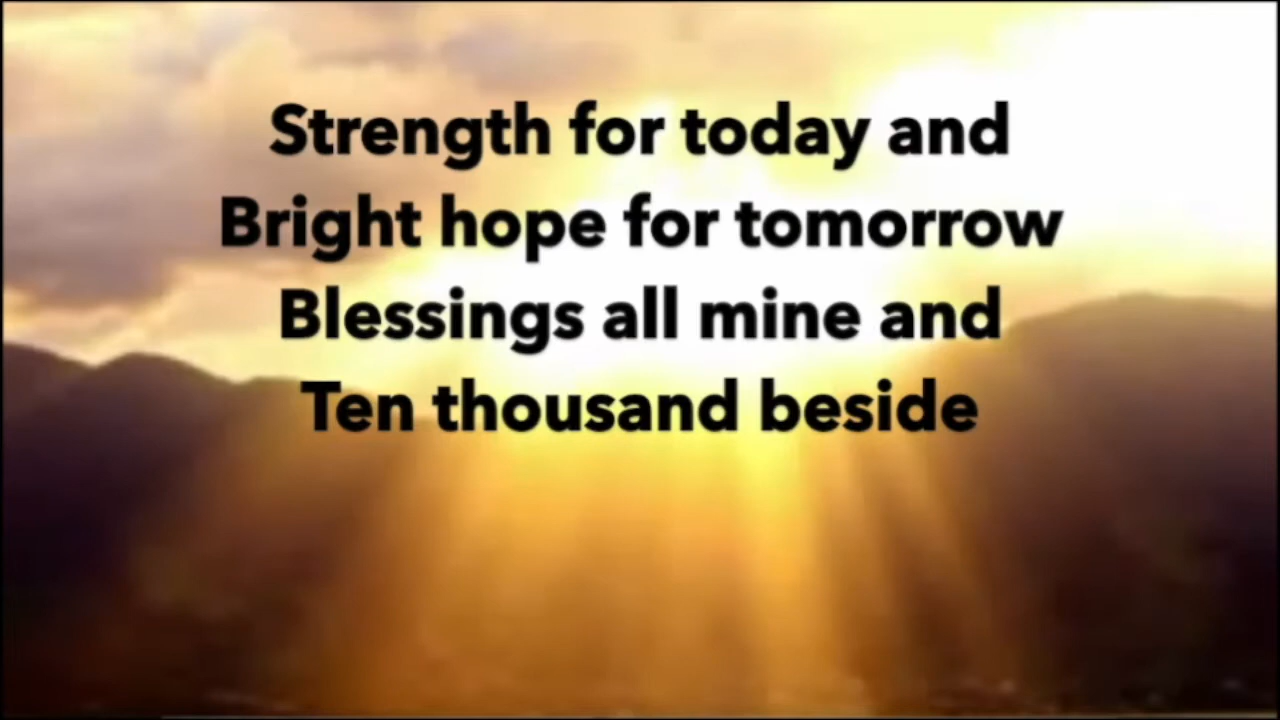 Strength for today and
Bright hope for tomorrow
Blessings all mine and
Ten thousand beside